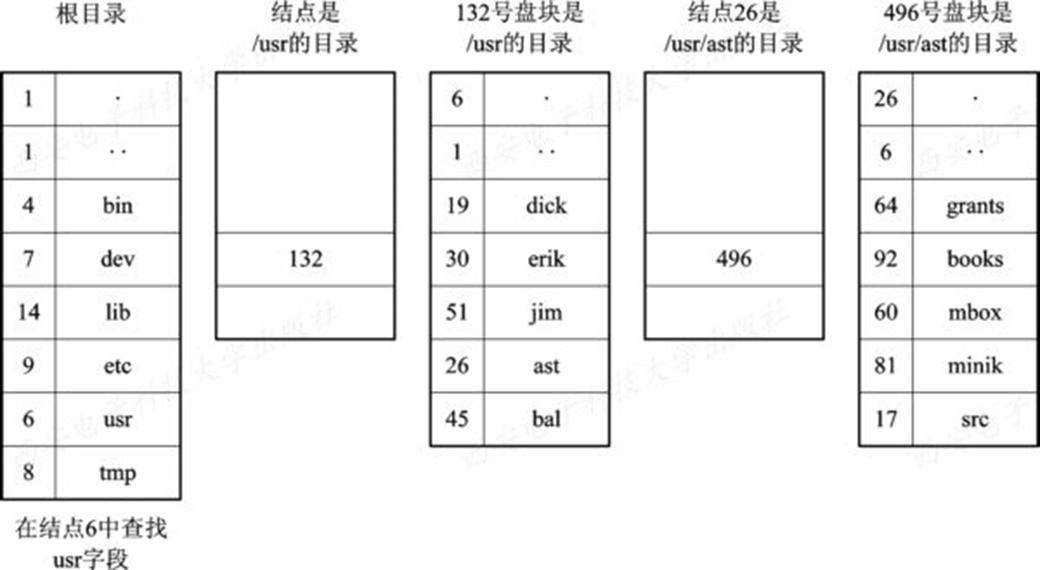 根目录
结点是
/usr的目录
132号盘块是
/usr的目录
结点26是
/usr/ast的目录
496号盘块是
/usr/ast的目录
1 .
1 ..
4 bin
7 dev
14 lib
9 etc
6 usr
8 tmp
132
6 .
1 ..
19 dick
30 erik
51 jim
26 ast
45 bal
496
26 .
6 ..
64 grants
92 books
60 mbox
81 minik
17 src
在结点6中查找
usr字段
西安电子科技大学出版社